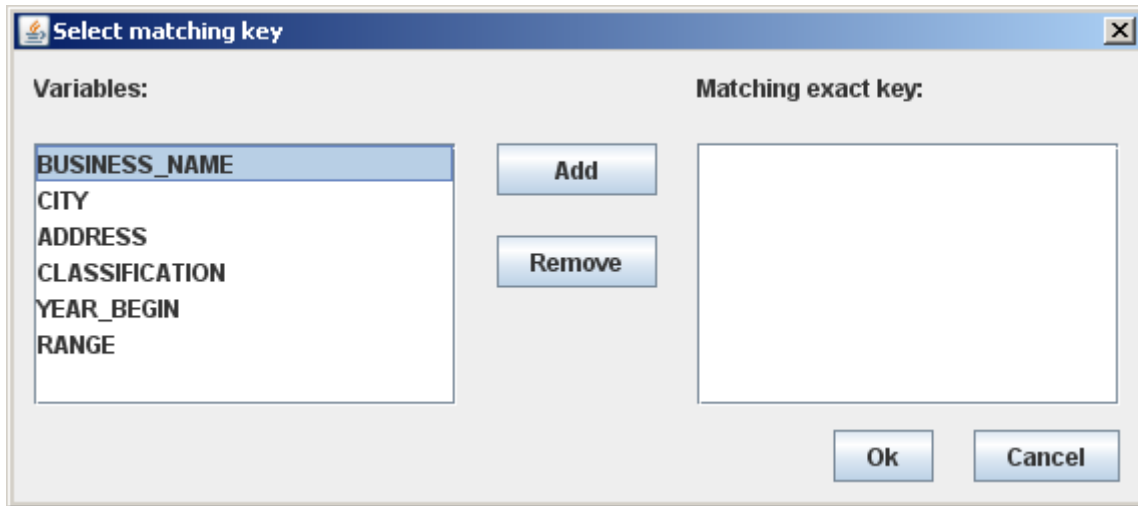 Select matching key
Variables:
Matching exact key:
BUSINESS_NAME
CITY
ADDRESS
CLASSIFICATION
YEAR_BEGIN
RANGE
Add
Remove
Ok
Cancel